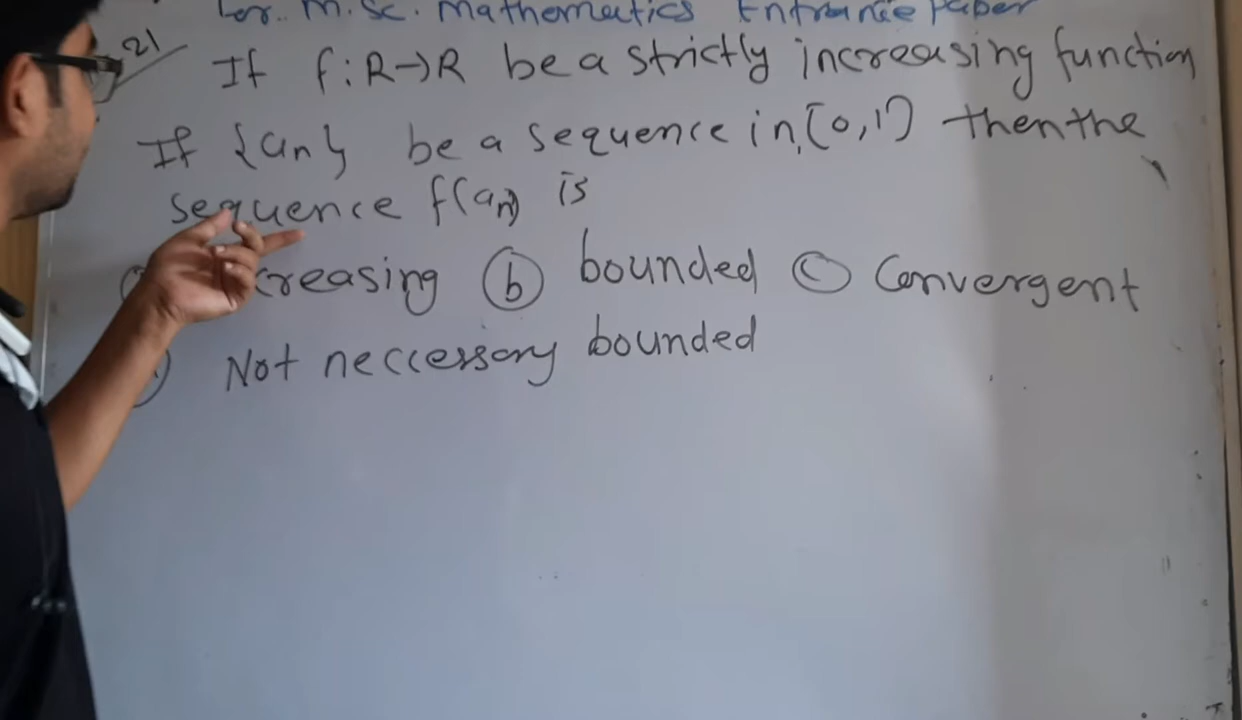 For M.Sc. Mathematics Entrance Paper
21 If f:R→R be a strictly increasing function
If {an} be a sequence in [0,1] then the
sequence f(an) is
creasing (b) bounded (c) Convergent
Not neccessory bounded